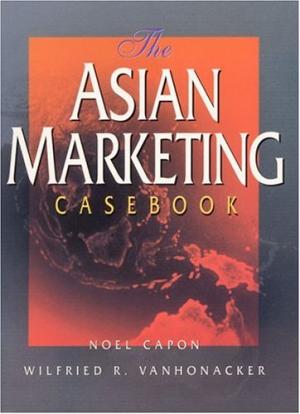 The
ASIAN
MARKETING
CASEBOOK
NOEL CAPON
WILFRIED R. VANHONACKER